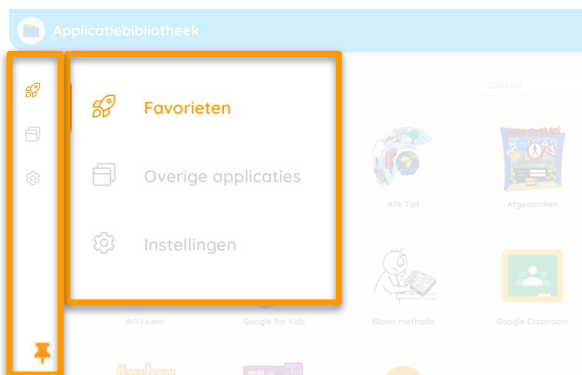 Applicatiebibliotheek
Zoeken
Favorieten
Overige applicaties
Instellingen
Alle Tijd
Afgesproken
AVI Lezen
Google for Kids
Bloon-methode
Google Classroom